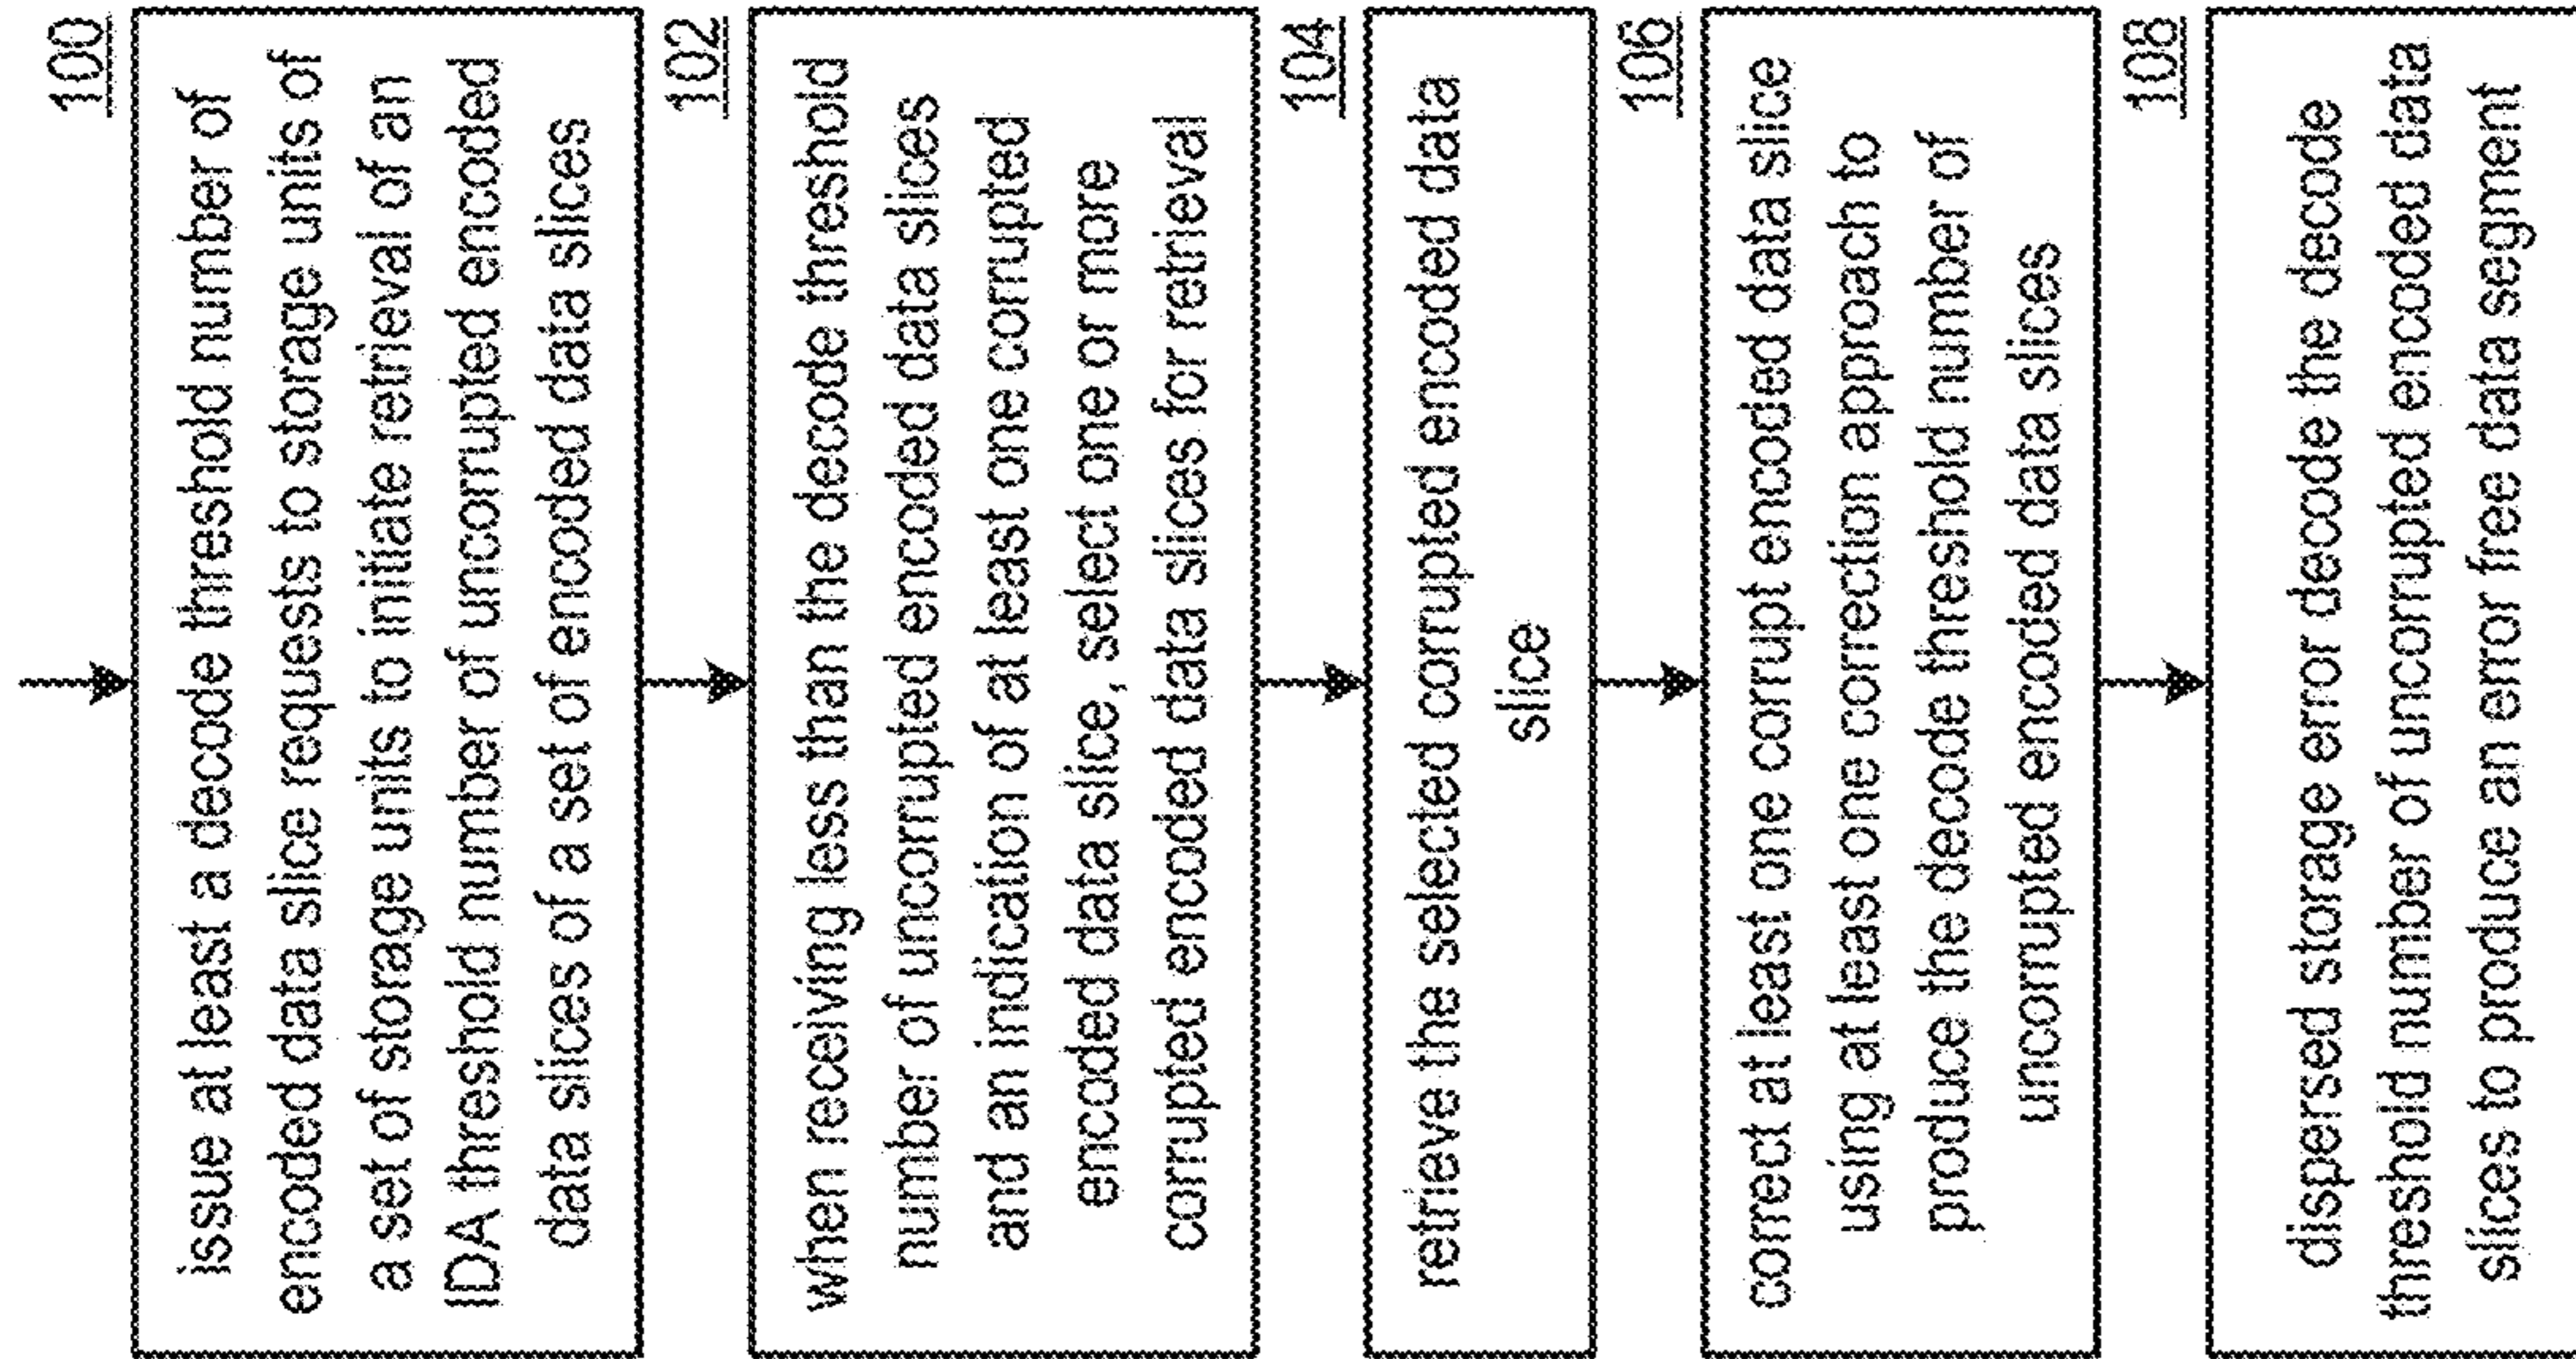 100
issue at least a decode threshold number of
encoded data slice requests to storage units of
a set of storage units to initiate retrieval of an
IDA threshold number of uncorrupted encoded
data slices of a set of encoded data slices
102
when receiving less than the decode threshold
number of uncorrupted encoded data slices
and an indication of at least one corrupted
encoded data slice, select one or more
corrupted encoded data slices for retrieval
104
retrieve the selected corrupted encoded data
slice
106
correct at least one corrupt encoded data slice
using at least one correction approach to
produce the decode threshold number of
uncorrupted encoded data slices
108
dispersed storage error decode the decode
threshold number of uncorrupted encoded data
slices to produce an error free data segment